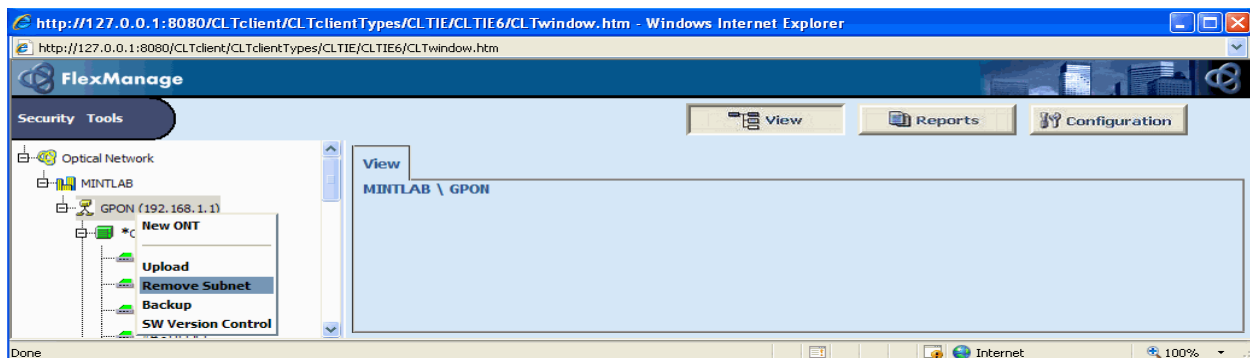 http://127.0.0.1:8080/CLTclient/CLTclientTypes/CLTIE/CLTIE6/CLTwindow.htm - Windows Internet Explorer
http://127.0.0.1:8080/CLTclient/CLTclientTypes/CLTIE/CLTIE6/CLTwindow.htm
FlexManage
Security Tools
View Reports Configuration
Optical Network
MINTLAB
GPON (192.168.1.1)
New ONT
Upload
Remove Subnet
Backup
SW Version Control
View
MINTLAB \ GPON
Done
Internet
100%